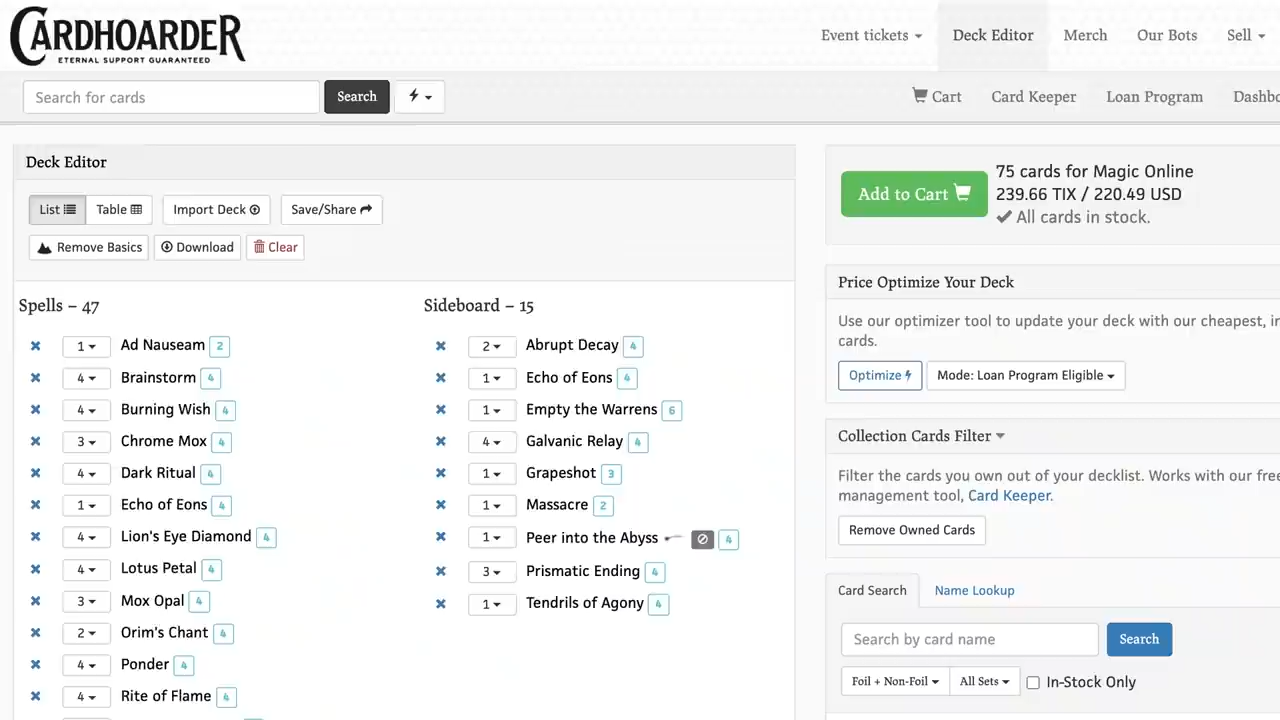 CARDHOARDER
ETERNAL SUPPORT GUARANTEED
Event tickets Deck Editor Merch Our Bots Sell
Search for cards Search Cart Card Keeper Loan Program Dashbo
Deck Editor
List Table Import Deck Save/Share
Remove Basics Download Clear
Spells – 47
1 Ad Nauseam 2
4 Brainstorm 4
4 Burning Wish 4
3 Chrome Mox 4
4 Dark Ritual 4
1 Echo of Eons 4
4 Lion's Eye Diamond 4
4 Lotus Petal 4
3 Mox Opal 4
2 Orim's Chant 4
4 Ponder 4
4 Rite of Flame 4
Sideboard – 15
2 Abrupt Decay 4
1 Echo of Eons 4
1 Empty the Warrens 6
4 Galvanic Relay 4
1 Grapeshot 3
1 Massacre 2
1 Peer into the Abyss 4
3 Prismatic Ending 4
1 Tendrils of Agony 4
Add to Cart
75 cards for Magic Online
239.66 TIX / 220.49 USD
All cards in stock.
Price Optimize Your Deck
Use our optimizer tool to update your deck with our cheapest, in
cards.
Optimize Mode: Loan Program Eligible
Collection Cards Filter
Filter the cards you own out of your decklist. Works with our free
management tool, Card Keeper.
Remove Owned Cards
Card Search Name Lookup
Search by card name Search
Foil + Non-Foil All Sets In-Stock Only